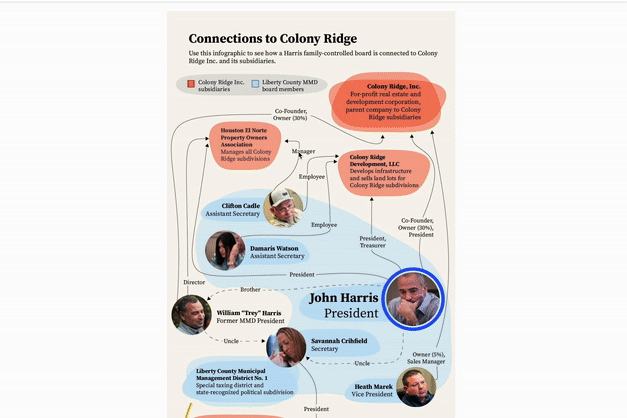 Connections to Colony Ridge
Use this infographic to see how a Harris family-controlled board is connected to Colony
Ridge Inc. and its subsidiaries.
Colony Ridge Inc.
subsidiaries
Liberty County MMD
board members
Colony Ridge, Inc.
For-profit real estate and
development corporation,
parent company to Colony
Ridge subsidiaries
Co-Founder,
Owner (30%)
Houston El Norte
Property Owners
Association
Manages all Colony
Ridge subdivisions
Manager
Colony Ridge
Development, LLC
Develops infrastructure
and sells land lots for
Colony Ridge subdivisions
Employee
Clifton Cadle
Assistant Secretary
Employee
Co-Founder,
Owner (30%),
President
Damaris Watson
Assistant Secretary
President,
Treasurer
President
Director
Brother
John Harris
President
William "Trey" Harris
Former MMD President
Uncle
Savannah Crihfield
Secretary
Uncle
Owner (5%),
Sales Manager
Liberty County Municipal
Management District No. 1
Special taxing district and
state-recognized political subdivision
Heath Marek
Vice President
President